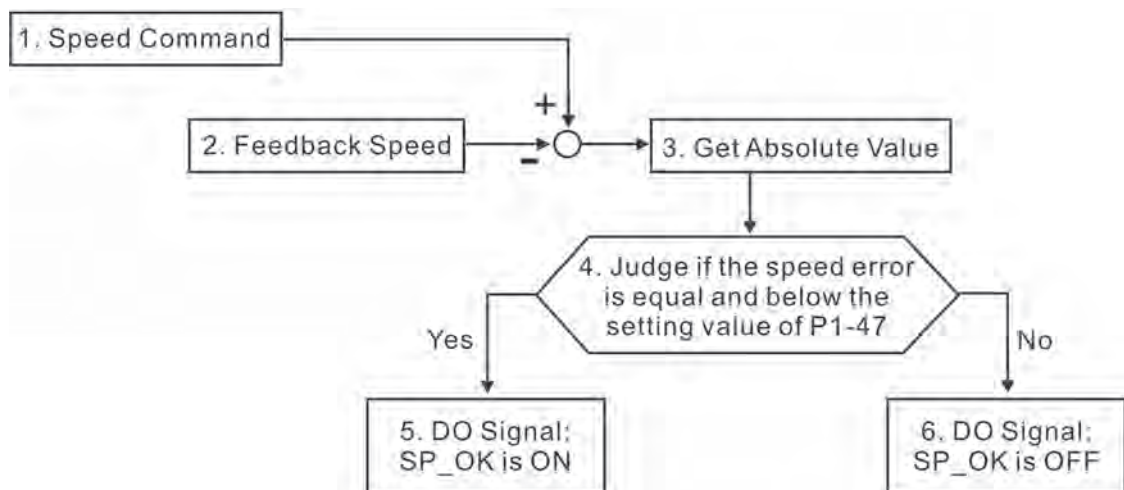 1. Speed Command
+
2. Feedback Speed
-
3. Get Absolute Value
4. Judge if the speed error
is equal and below the
setting value of P1-47
Yes
No
5. DO Signal:
SP_OK is ON
6. DO Signal:
SP_OK is OFF